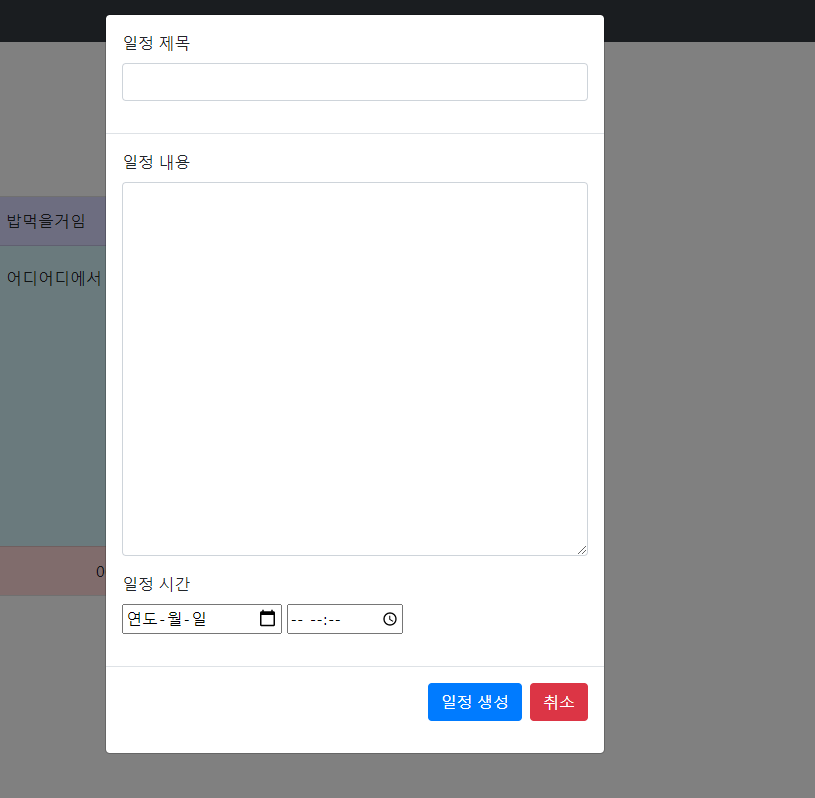 일정 제목
일정 내용
밥먹을거임
어디어디에서
0
일정 시간
연도-월-일 -- --:--
일정 생성 취소